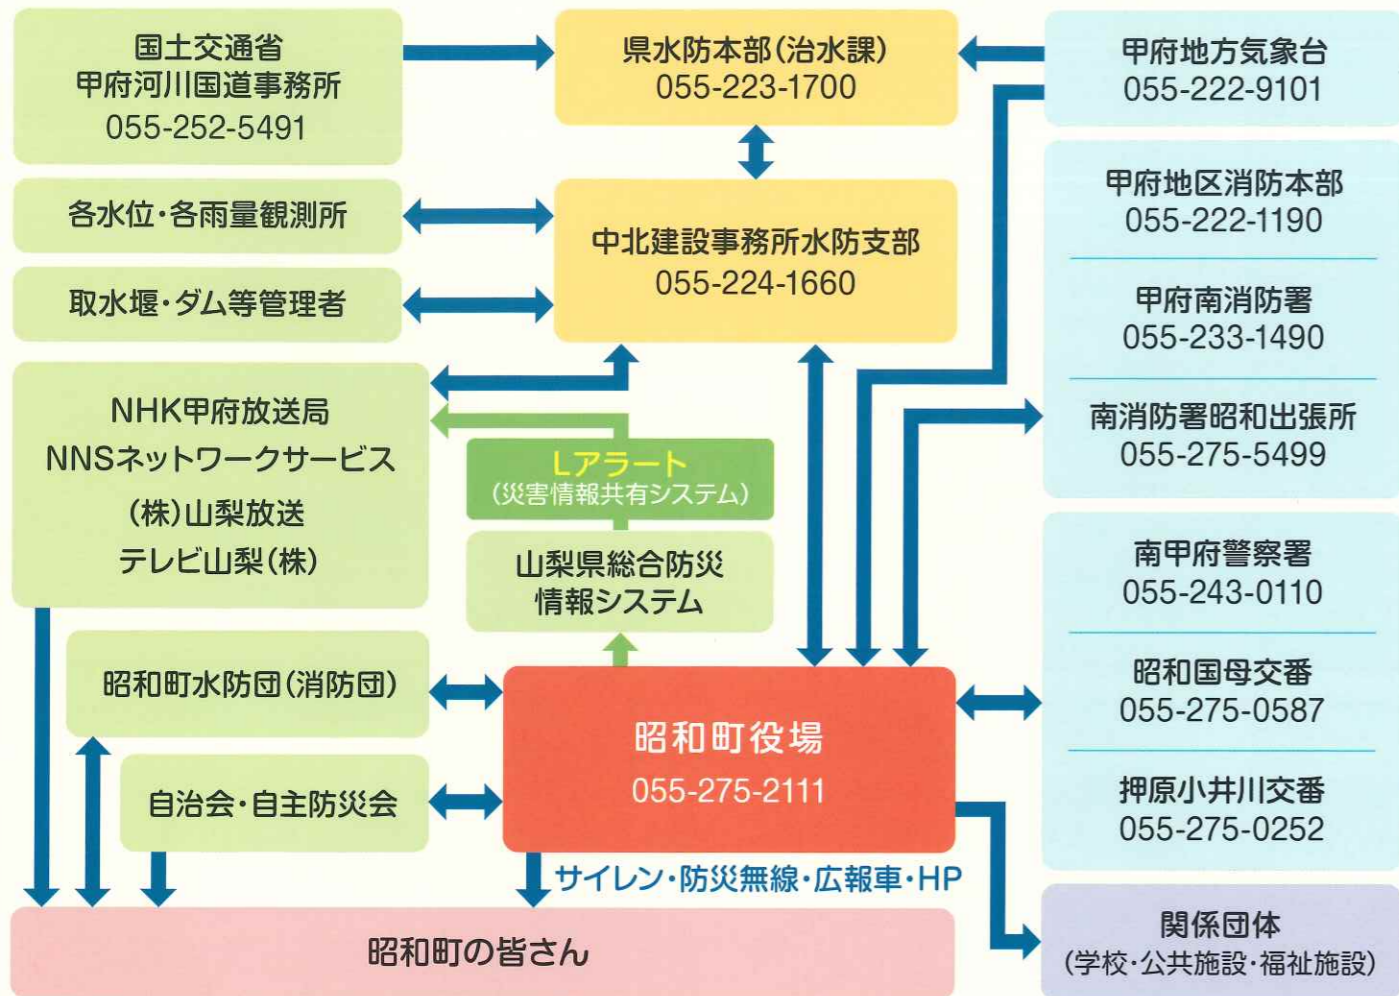 国土交通省
甲府河川国道事務所
055-252-5491
県水防本部(治水課)
055-223-1700
甲府地方気象台
055-222-9101
各水位・各雨量観測所
取水堰・ダム等管理者
中北建設事務所水防支部
055-224-1660
甲府地区消防本部
055-222-1190
甲府南消防署
055-233-1490
南消防署昭和出張所
055-275-5499
NHK甲府放送局
NNSネットワークサービス
(株)山梨放送
テレビ山梨(株)
Lアラート
(災害情報共有システム)
山梨県総合防災
情報システム
南甲府警察署
055-243-0110
昭和国母交番
055-275-0587
押原小井川交番
055-275-0252
昭和町水防団(消防団)
自治会・自主防災会
昭和町役場
055-275-2111
サイレン・防災無線・広報車・HP
昭和町の皆さん
関係団体
(学校・公共施設・福祉施設)